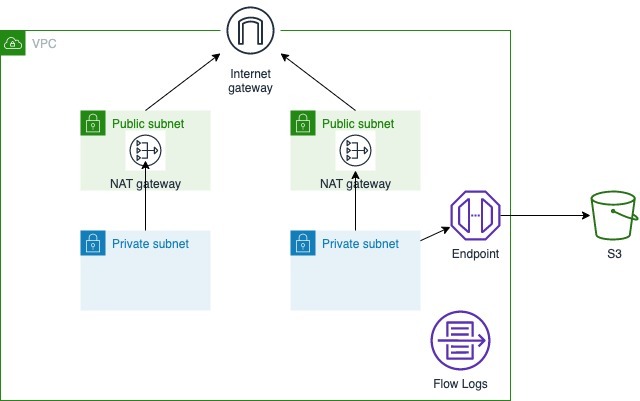 VPC
Internet
gateway
Public subnet
Public subnet
NAT gateway
NAT gateway
Private subnet
Private subnet
Endpoint
S3
Flow Logs